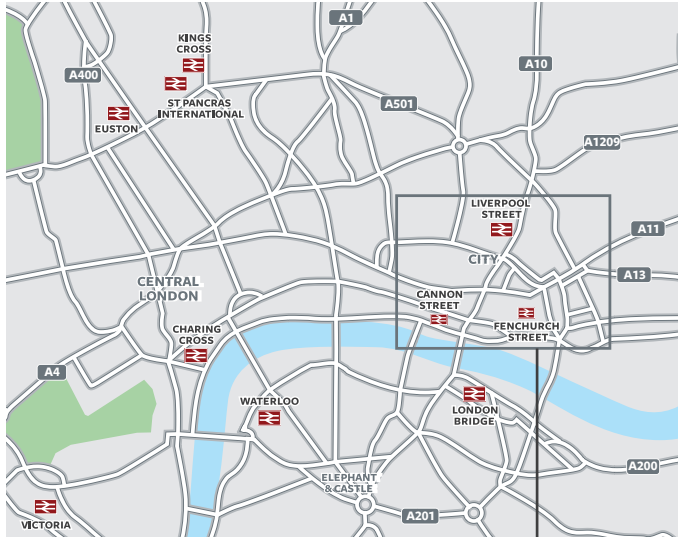 A1
KINGS
CROSS
A10
A400
A501
ST PANCRAS
INTERNATIONAL
EUSTON
A1209
LIVERPOOL
STREET
A11
CITY
A13
CENTRAL
LONDON
CANNON
STREET
FENCHURCH
STREET
CHARING
CROSS
A4
WATERLOO
LONDON
BRIDGE
A200
ELEPHANT
& CASTLE
A201
VICTORIA